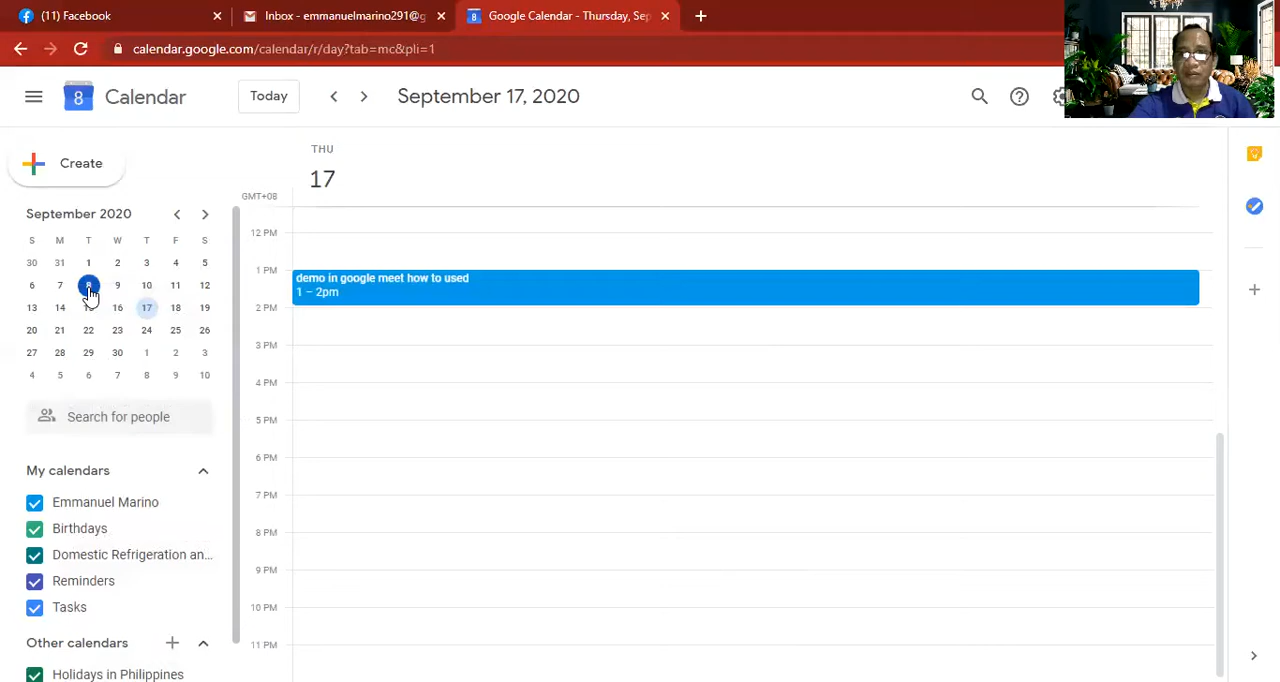 (11) Facebook
Inbox - emmanuelmarino291@g
Google Calendar - Thursday, Sep
calendar.google.com/calendar/r/day?tab=mc&pli=1
8
Calendar
Today
September 17, 2020
Create
September 2020
S M T W T F S
30 31 1 2 3 4 5
6 7 8 9 10 11 12
13 14 15 16 17 18 19
20 21 22 23 24 25 26
27 28 29 30 1 2 3
4 5 6 7 8 9 10
Search for people
My calendars
Emmanuel Marino
Birthdays
Domestic Refrigeration an...
Reminders
Tasks
Other calendars
Holidays in Philippines
THU
17
GMT+08
12 PM
1 PM
demo in google meet how to used
1 – 2pm
2 PM
3 PM
4 PM
5 PM
6 PM
7 PM
8 PM
9 PM
10 PM
11 PM